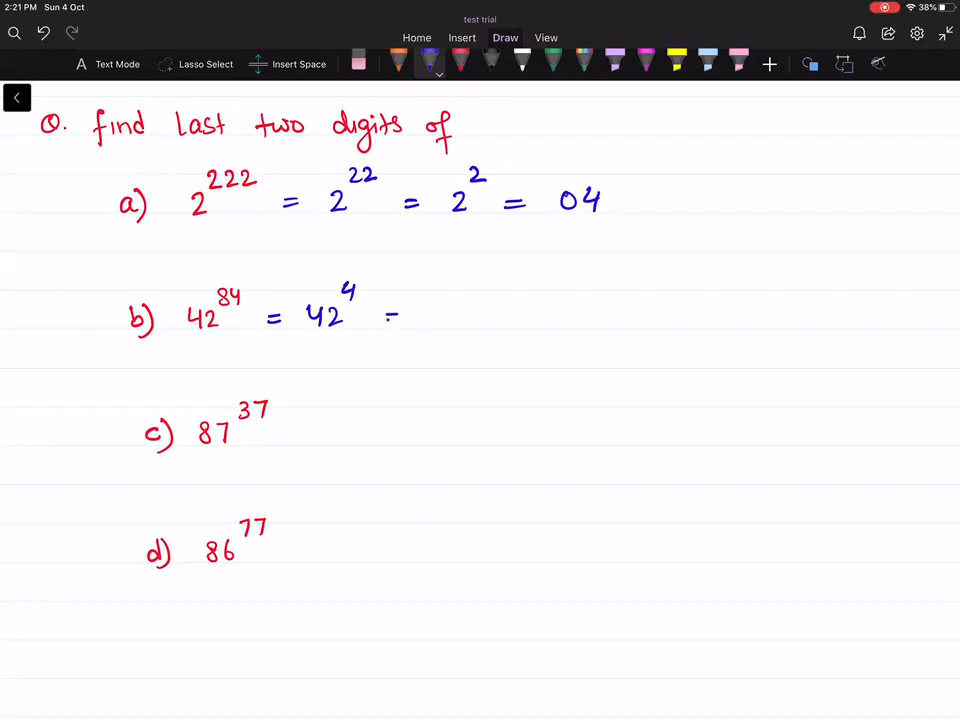 2:21 PM Sun 4 Oct 38%
test trial
Home Insert Draw View
A Text Mode Lasso Select Insert Space
Q. find last two digits of
a) 2^222 = 2^22 = 2^2 = 04
b) 42^84 = 42^4 =
c) 87^37
d) 86^77